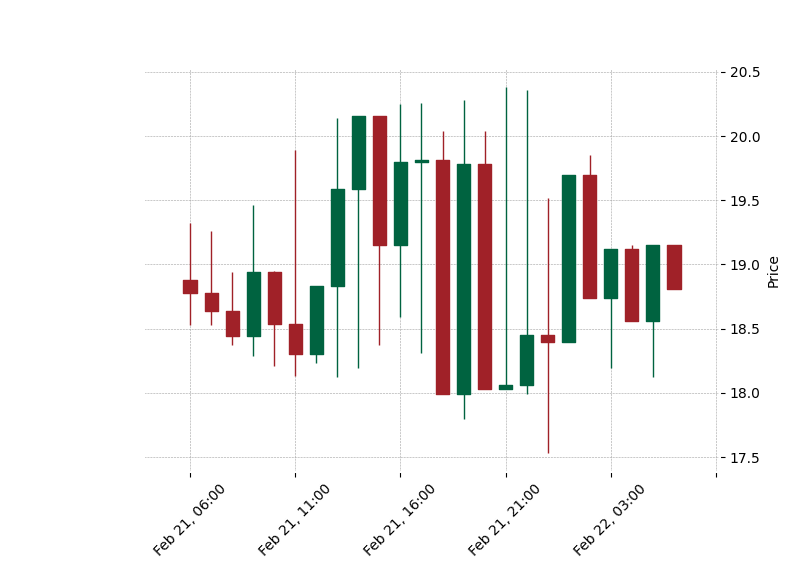 20.5
20.0
19.5
19.0
18.5
18.0
17.5
Price
Feb 21, 06:00
Feb 21, 11:00
Feb 21, 16:00
Feb 21, 21:00
Feb 22, 03:00